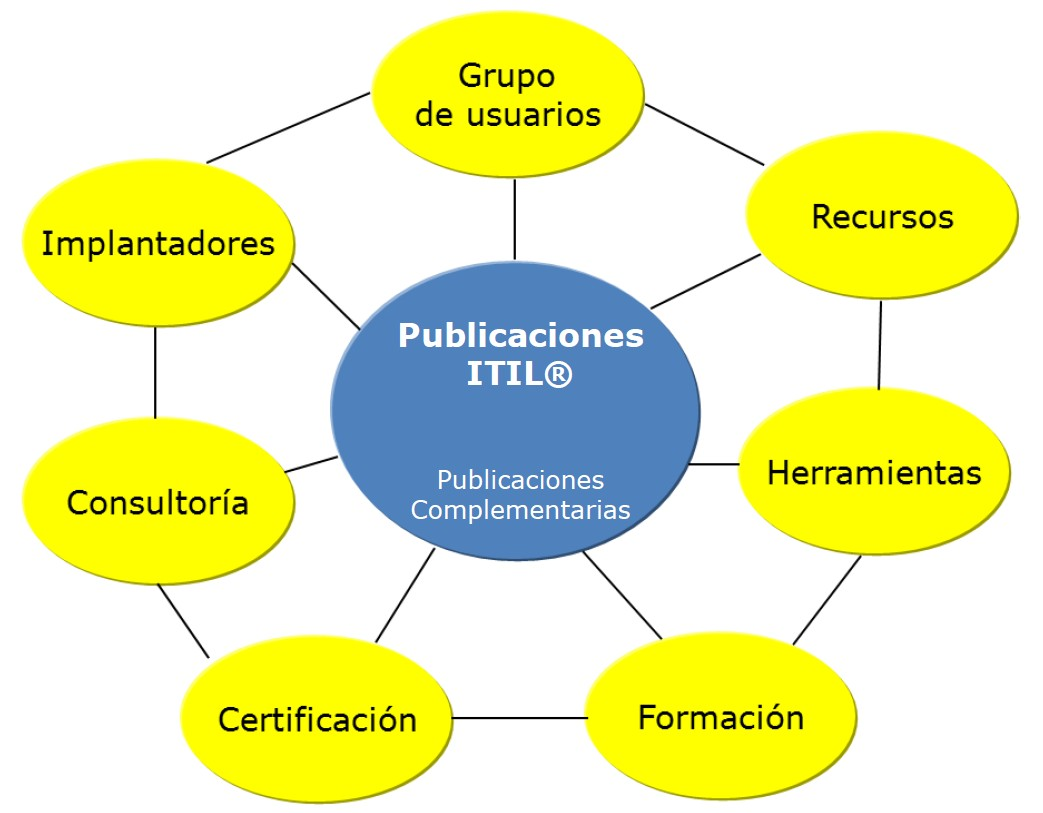 Grupo
de usuarios
Recursos
Implantadores
Publicaciones
ITIL®
Herramientas
Publicaciones
Complementarias
Consultoría
Certificación
Formación